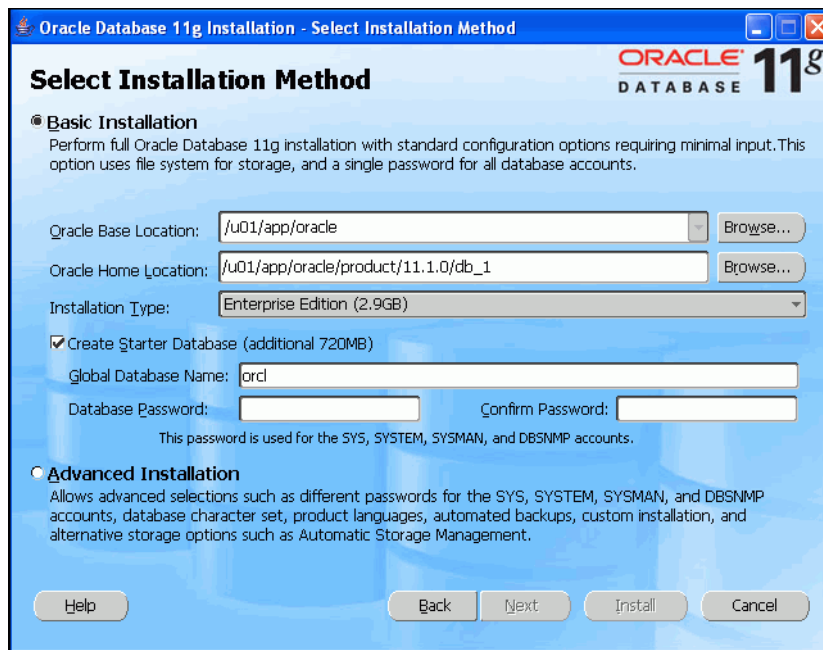 Oracle Database 11g Installation - Select Installation Method
Select Installation Method
ORACLE
DATABASE 11g
Basic Installation
Perform full Oracle Database 11g installation with standard configuration options requiring minimal input.This
option uses file system for storage, and a single password for all database accounts.
Oracle Base Location: /u01/app/oracle Browse...
Oracle Home Location: /u01/app/oracle/product/11.1.0/db_1 Browse...
Installation Type: Enterprise Edition (2.9GB)
Create Starter Database (additional 720MB)
Global Database Name: orcl
Database Password: Confirm Password:
This password is used for the SYS, SYSTEM, SYSMAN, and DBSNMP accounts.
Advanced Installation
Allows advanced selections such as different passwords for the SYS, SYSTEM, SYSMAN, and DBSNMP
accounts, database character set, product languages, automated backups, custom installation, and
alternative storage options such as Automatic Storage Management.
Help Back Next Install Cancel